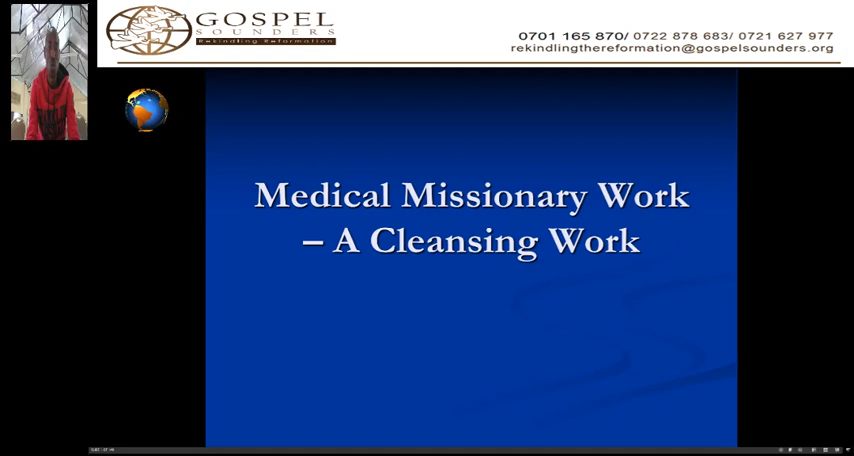 GOSPEL
SOUNDERS
Rekindling Reformation
0701 165 870/ 0722 878 683/ 0721 627 977
rekindlingthereformation@gospelsounders.org
Medical Missionary Work
– A Cleansing Work